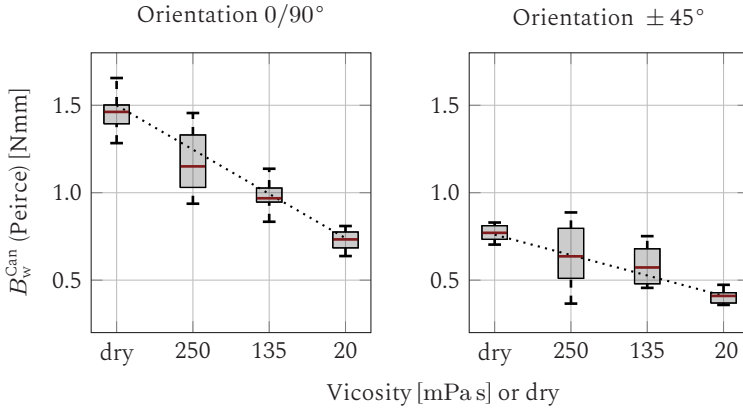 Orientation 0/90°
Orientation ± 45°
B_w^Can (Peirce) [Nmm]
1.5
1.0
0.5
1.5
1.0
0.5
dry 250 135 20
dry 250 135 20
Vicosity [mPa s] or dry